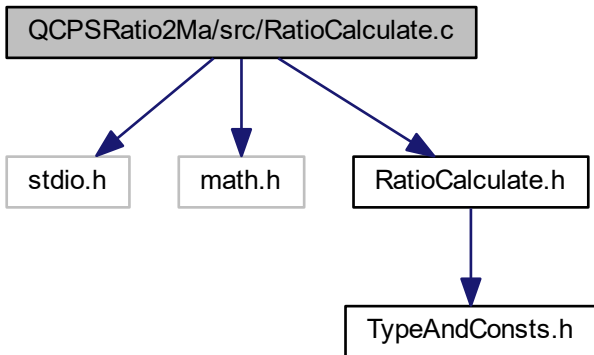 QCPSRatio2Ma/src/RatioCalculate.c
stdio.h
math.h
RatioCalculate.h
TypeAndConsts.h